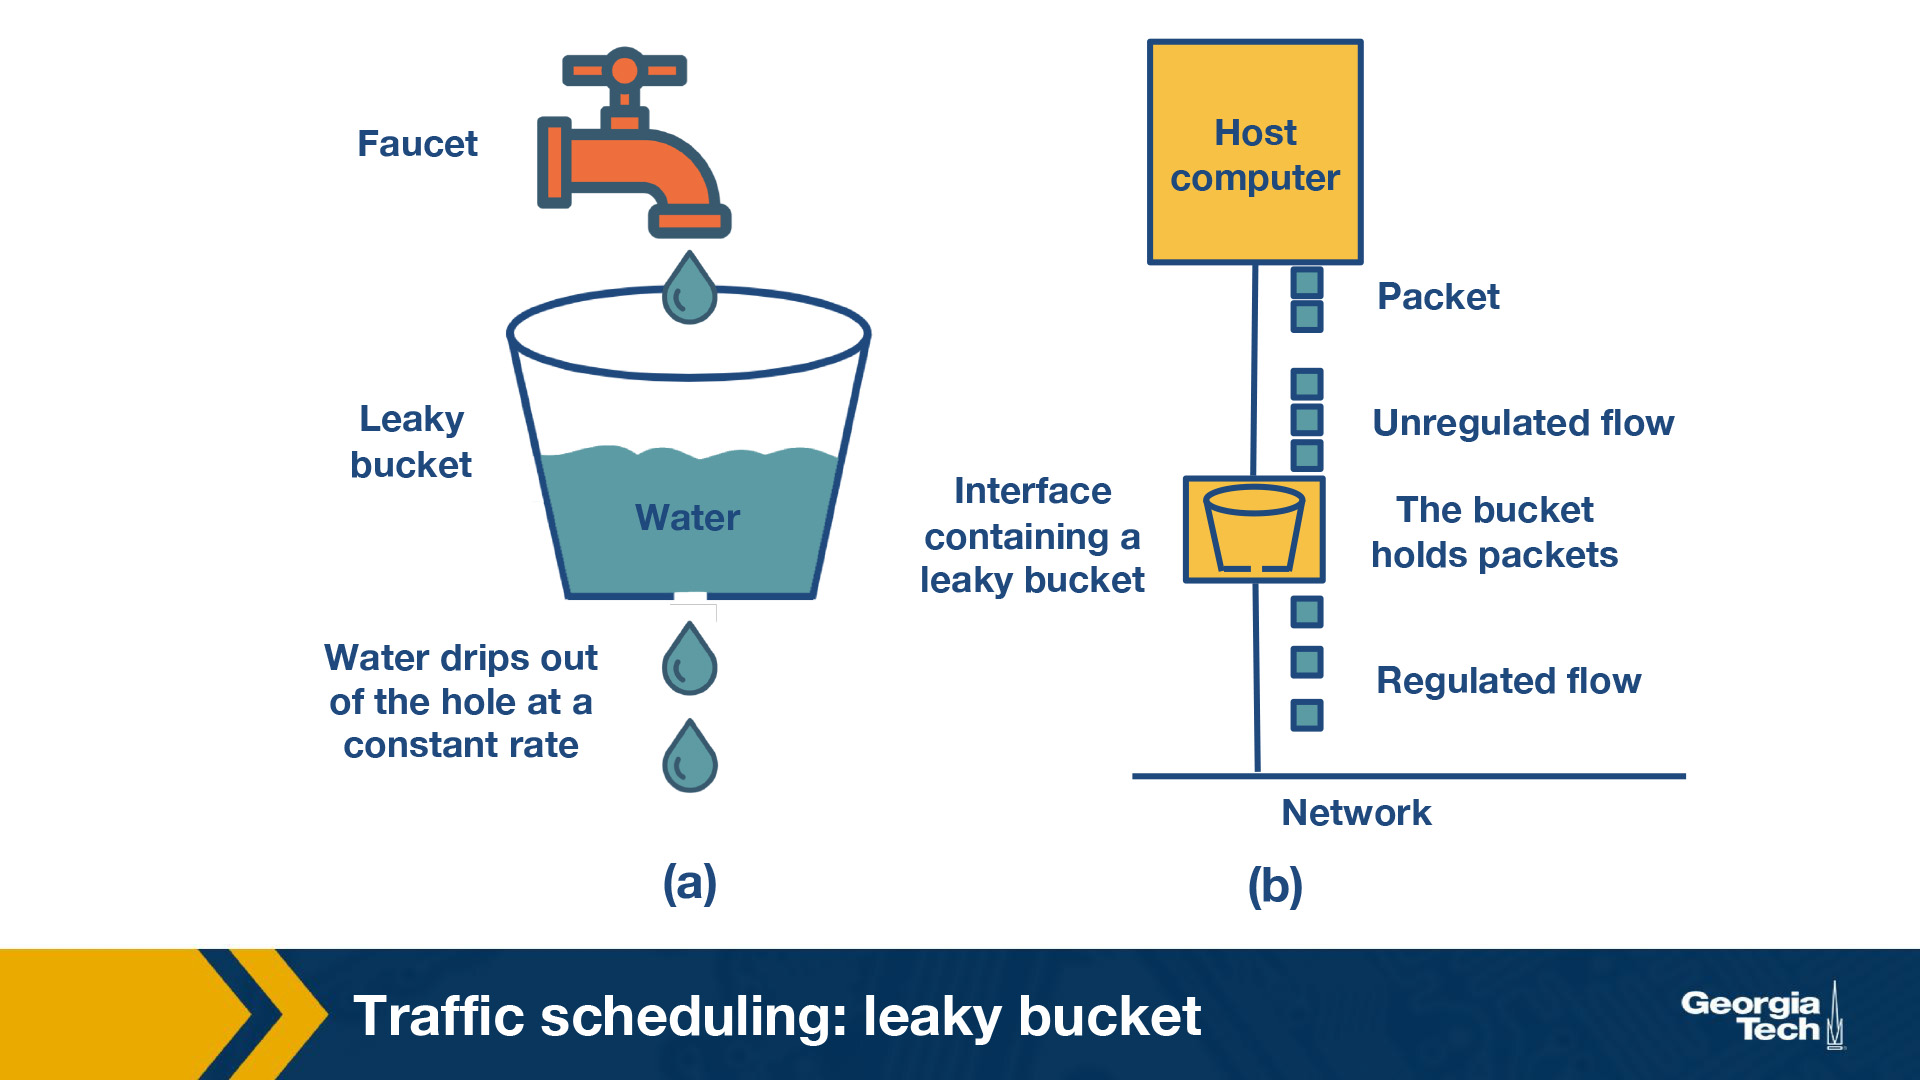 Faucet
Leaky
bucket
Water
Water drips out
of the hole at a
constant rate
(a)
Host
computer
Packet
Unregulated flow
Interface
containing a
leaky bucket
The bucket
holds packets
Regulated flow
Network
(b)
Traffic scheduling: leaky bucket
Georgia
Tech